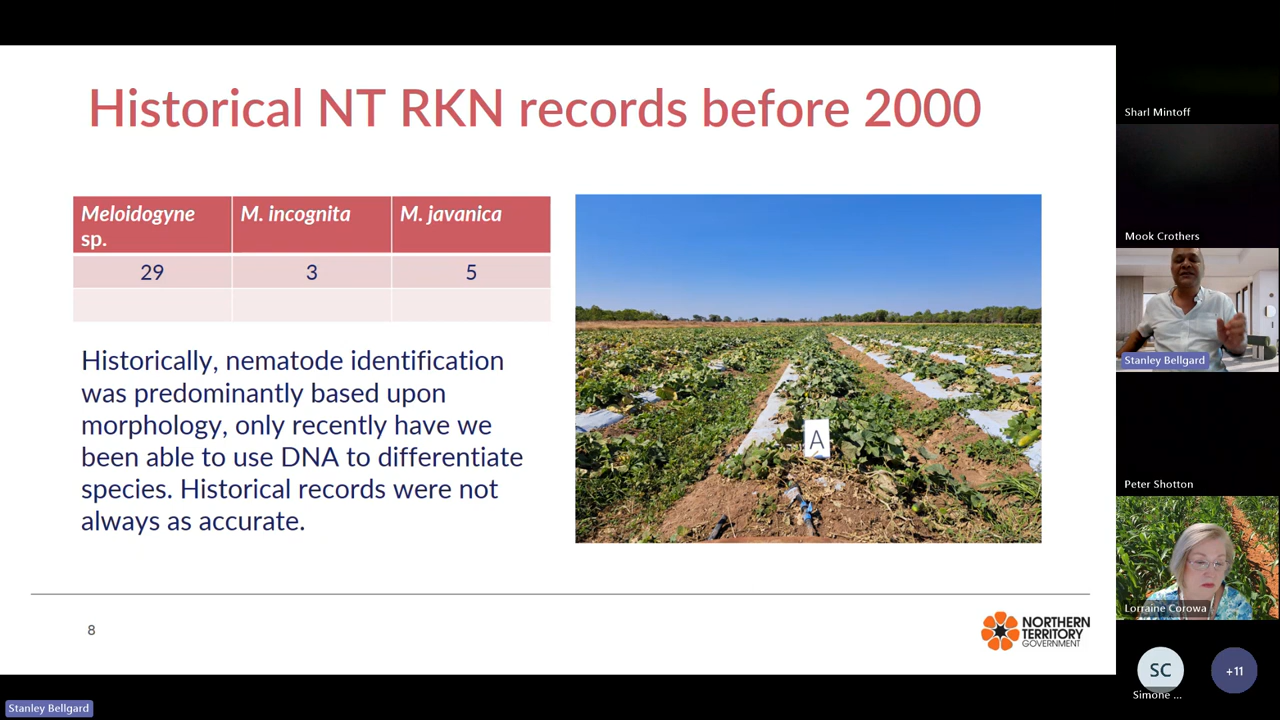 Historical NT RKN records before 2000
Meloidogyne
sp.
M. incognita
M. javanica
29
3
5
Historically, nematode identification
was predominantly based upon
morphology, only recently have we
been able to use DNA to differentiate
species. Historical records were not
always as accurate.
A
8
NORTHERN
TERRITORY
GOVERNMENT
Sharl Mintoff
Mook Crothers
Stanley Bellgard
Peter Shotton
Lorraine Corowa
SC
+11
Simone ...
Stanley Bellgard